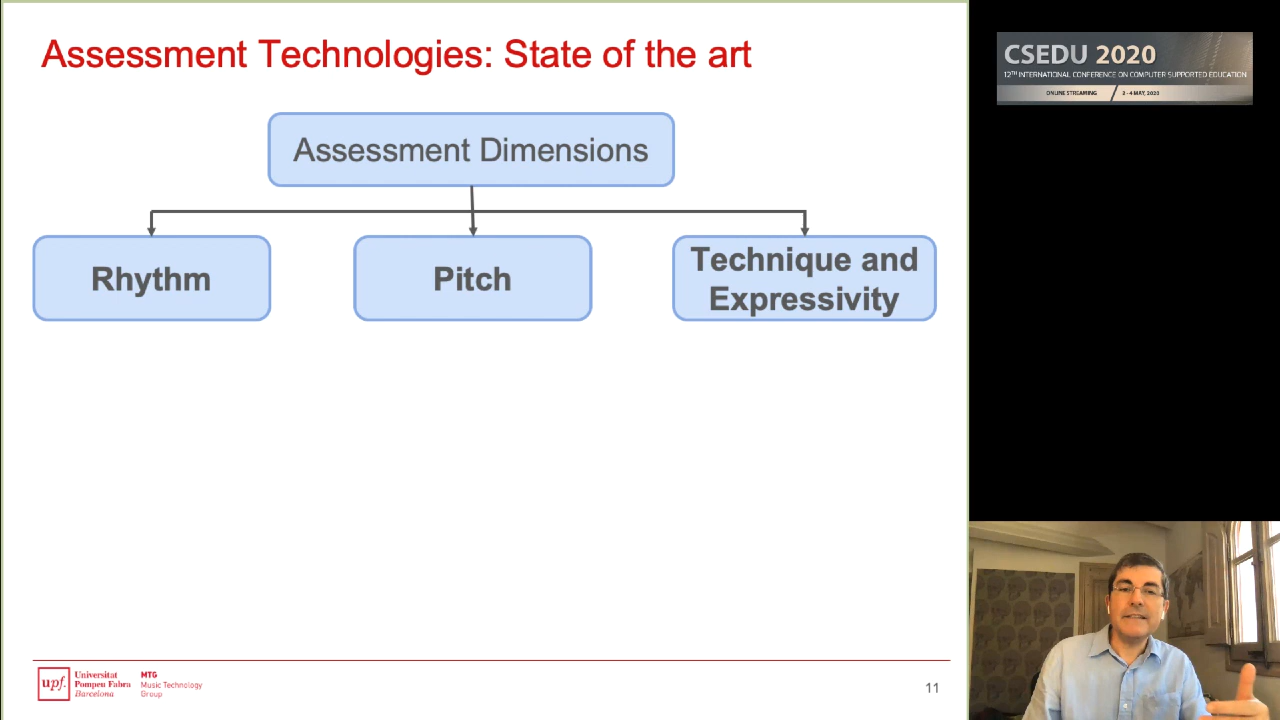 Assessment Technologies: State of the art
Assessment Dimensions
Rhythm
Pitch
Technique and
Expressivity
upf.
Universitat
Pompeu Fabra
Barcelona
MTG
Music Technology
Group
11
CSEDU 2020
12TH INTERNATIONAL CONFERENCE ON COMPUTER SUPPORTED EDUCATION
ONLINE STREAMING
2 - 4 MAY, 2020